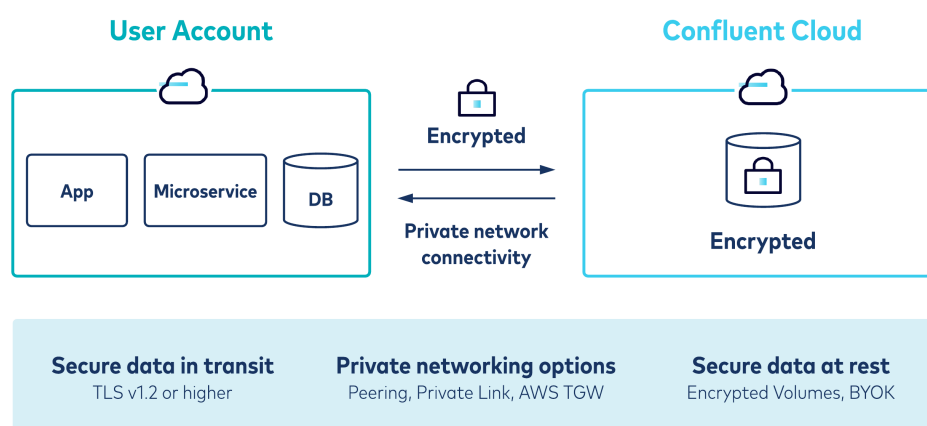 User Account
Confluent Cloud
App
Microservice
DB
Encrypted
Private network
connectivity
Encrypted
Secure data in transit
TLS v1.2 or higher
Private networking options
Peering, Private Link, AWS TGW
Secure data at rest
Encrypted Volumes, BYOK